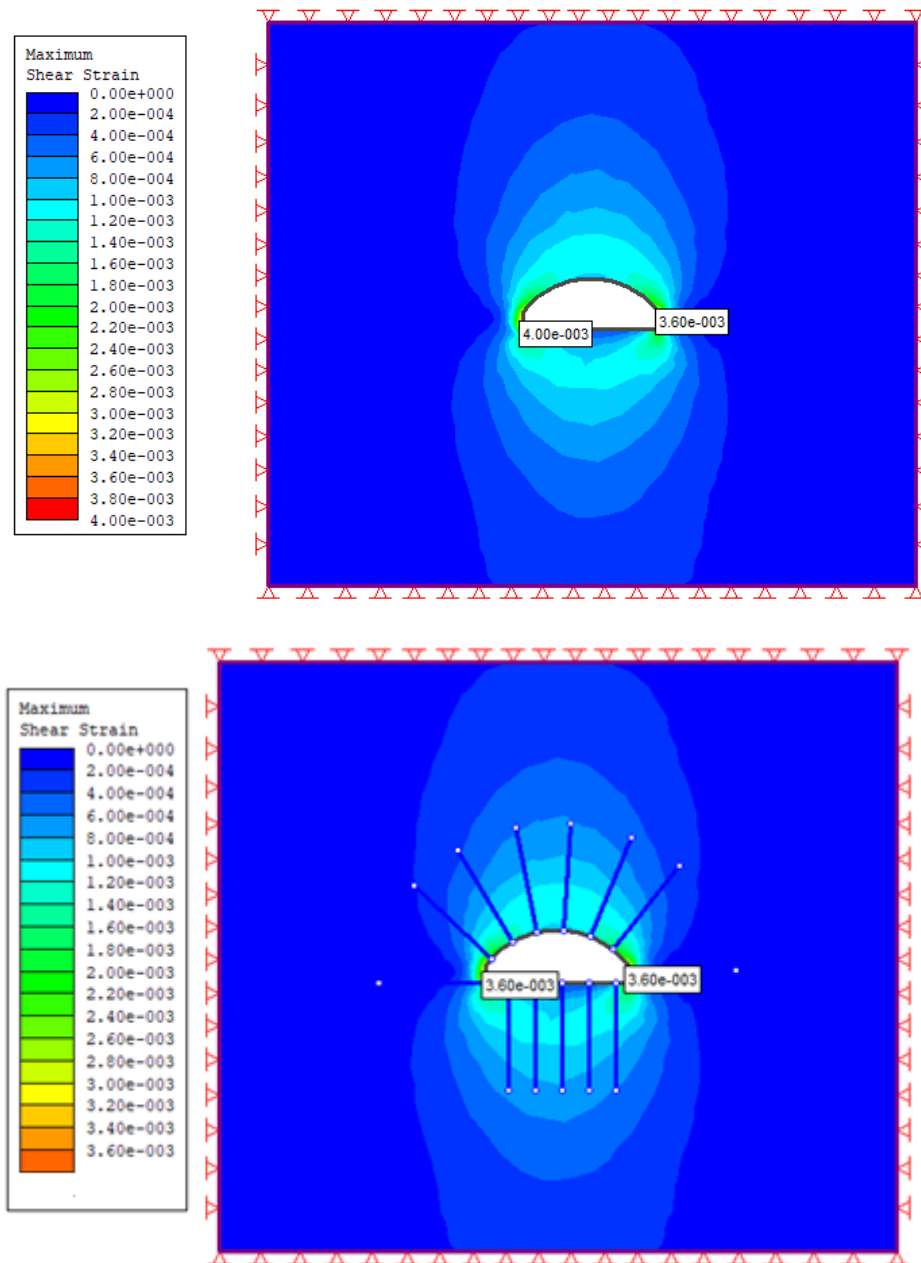 Maximum
Shear Strain
0.00e+000
2.00e-004
4.00e-004
6.00e-004
8.00e-004
1.00e-003
1.20e-003
1.40e-003
1.60e-003
1.80e-003
2.00e-003
2.20e-003
2.40e-003
2.60e-003
2.80e-003
3.00e-003
3.20e-003
3.40e-003
3.60e-003
3.80e-003
4.00e-003
4.00e-003
3.60e-003
Maximum
Shear Strain
0.00e+000
2.00e-004
4.00e-004
6.00e-004
8.00e-004
1.00e-003
1.20e-003
1.40e-003
1.60e-003
1.80e-003
2.00e-003
2.20e-003
2.40e-003
2.60e-003
2.80e-003
3.00e-003
3.20e-003
3.40e-003
3.60e-003
3.60e-003
3.60e-003